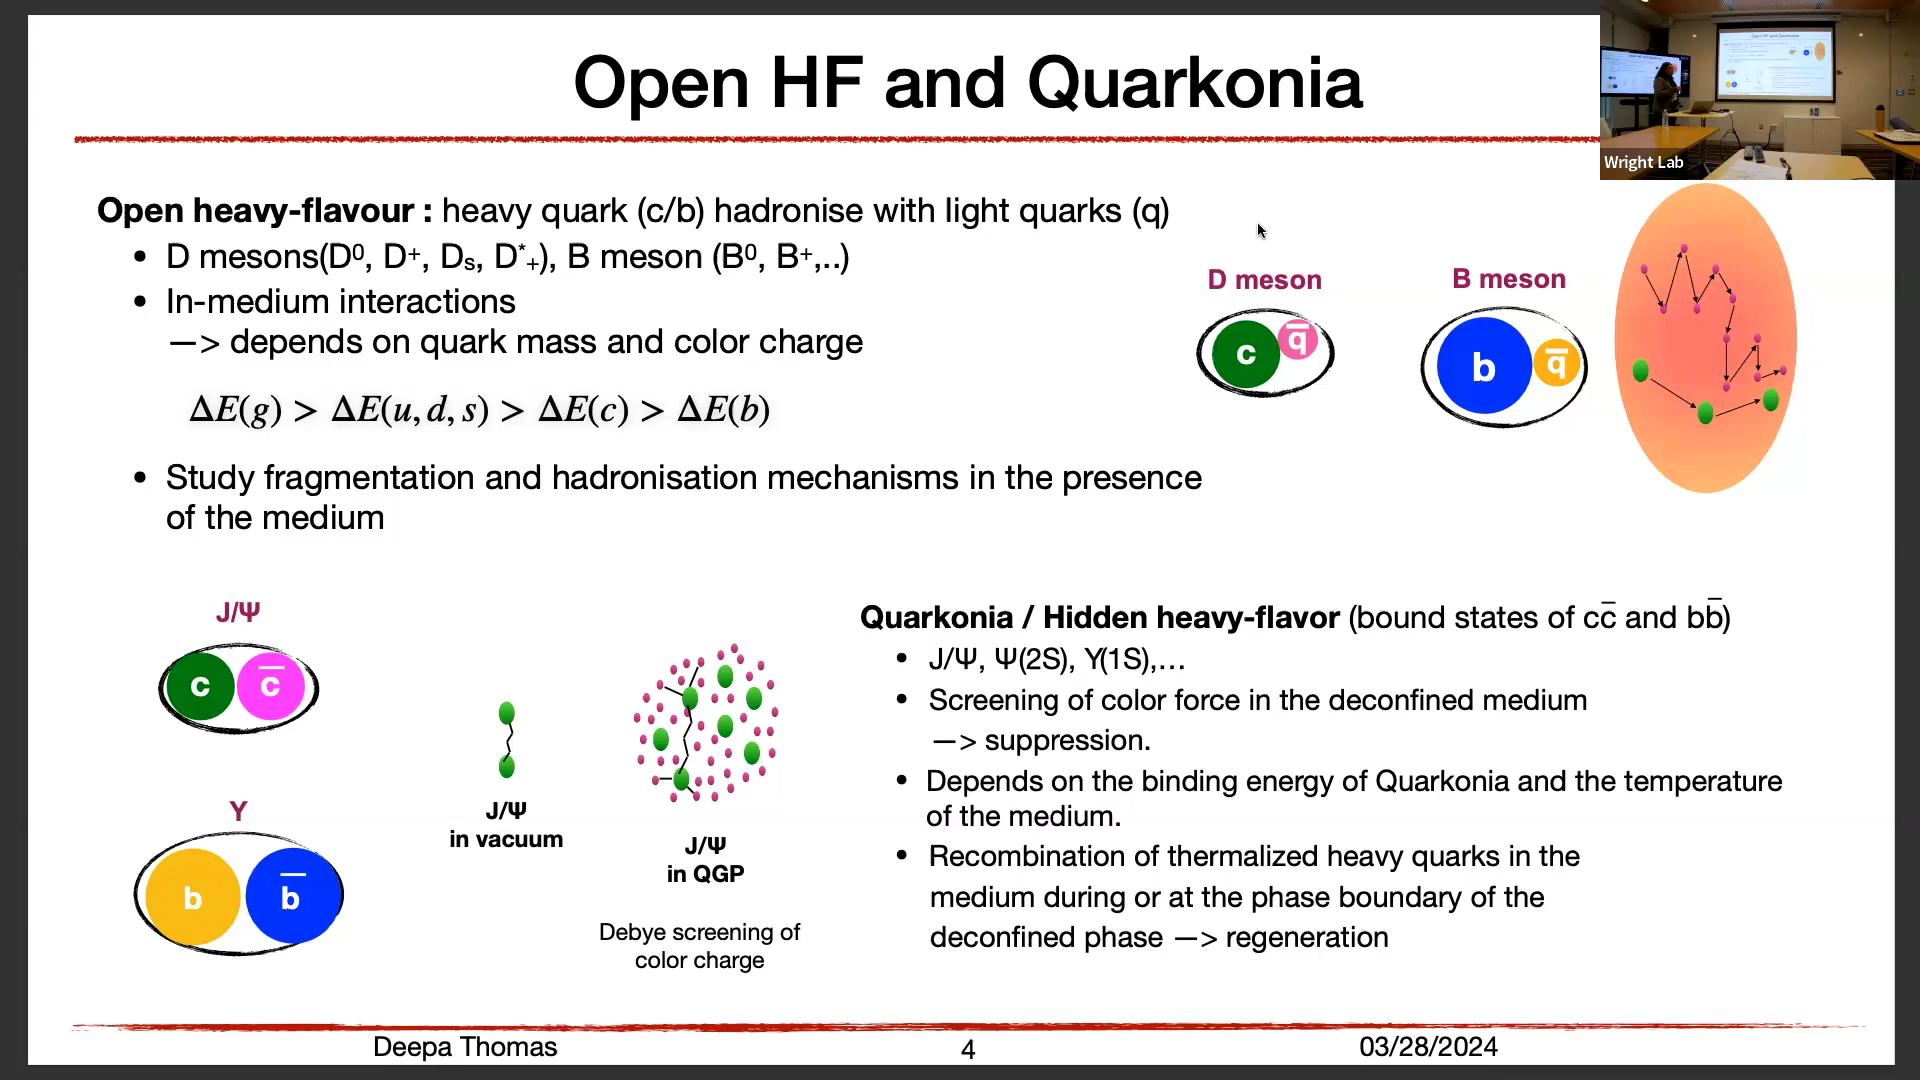 Open HF and Quarkonia
Wright Lab
Open heavy-flavour : heavy quark (c/b) hadronise with light quarks (q)
• D mesons(D⁰, D⁺, Dₛ, D*₊), B meson (B⁰, B⁺,..)
• In-medium interactions
—> depends on quark mass and color charge
ΔE(g) > ΔE(u, d, s) > ΔE(c) > ΔE(b)
• Study fragmentation and hadronisation mechanisms in the presence
of the medium
D meson
c q̅
B meson
b q̅
J/Ψ
c c̅
Υ
b b̅
J/Ψ
in vacuum
J/Ψ
in QGP
Debye screening of
color charge
Quarkonia / Hidden heavy-flavor (bound states of cc̅ and bb̅)
• J/Ψ, Ψ(2S), Υ(1S),...
• Screening of color force in the deconfined medium
—> suppression.
• Depends on the binding energy of Quarkonia and the temperature
of the medium.
• Recombination of thermalized heavy quarks in the
medium during or at the phase boundary of the
deconfined phase —> regeneration
Deepa Thomas
4
03/28/2024